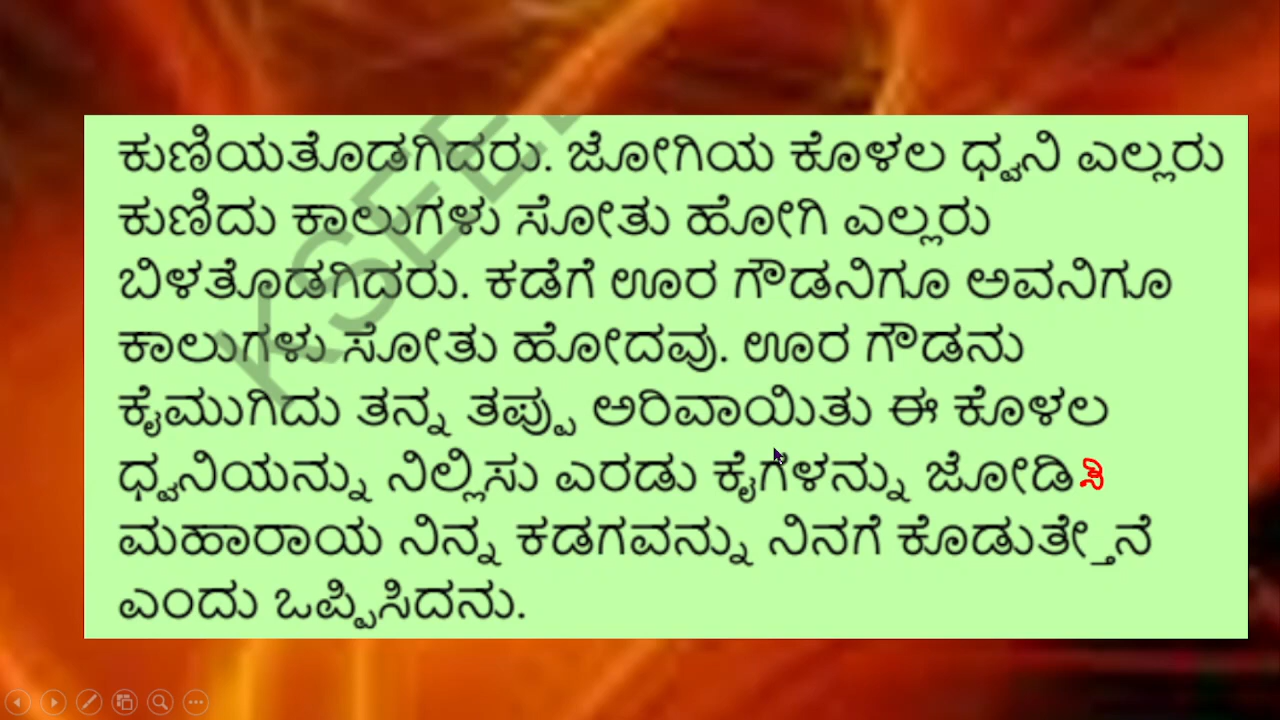 ಕುಣಿಯತೊಡಗಿದರು. ಜೋಗಿಯ ಕೊಳಲ ಧ್ವನಿ ಎಲ್ಲರು
ಕುಣಿದು ಕಾಲುಗಳು ಸೋತು ಹೋಗಿ ಎಲ್ಲರು
ಬಿಳತೊಡಗಿದರು. ಕಡೆಗೆ ಊರ ಗೌಡನಿಗೂ ಅವನಿಗೂ
ಕಾಲುಗಳು ಸೋತು ಹೋದವು. ಊರ ಗೌಡನು
ಕೈಮುಗಿದು ತನ್ನ ತಪ್ಪು ಅರಿವಾಯಿತು ಈ ಕೊಳಲ
ಧ್ವನಿಯನ್ನು ನಿಲ್ಲಿಸು ಎರಡು ಕೈಗಳನ್ನು ಜೋಡಿಸಿ
ಮಹಾರಾಯ ನಿನ್ನ ಕಡಗವನ್ನು ನಿನಗೆ ಕೊಡುತ್ತೇನೆ
ಎಂದು ಒಪ್ಪಿಸಿದನು.